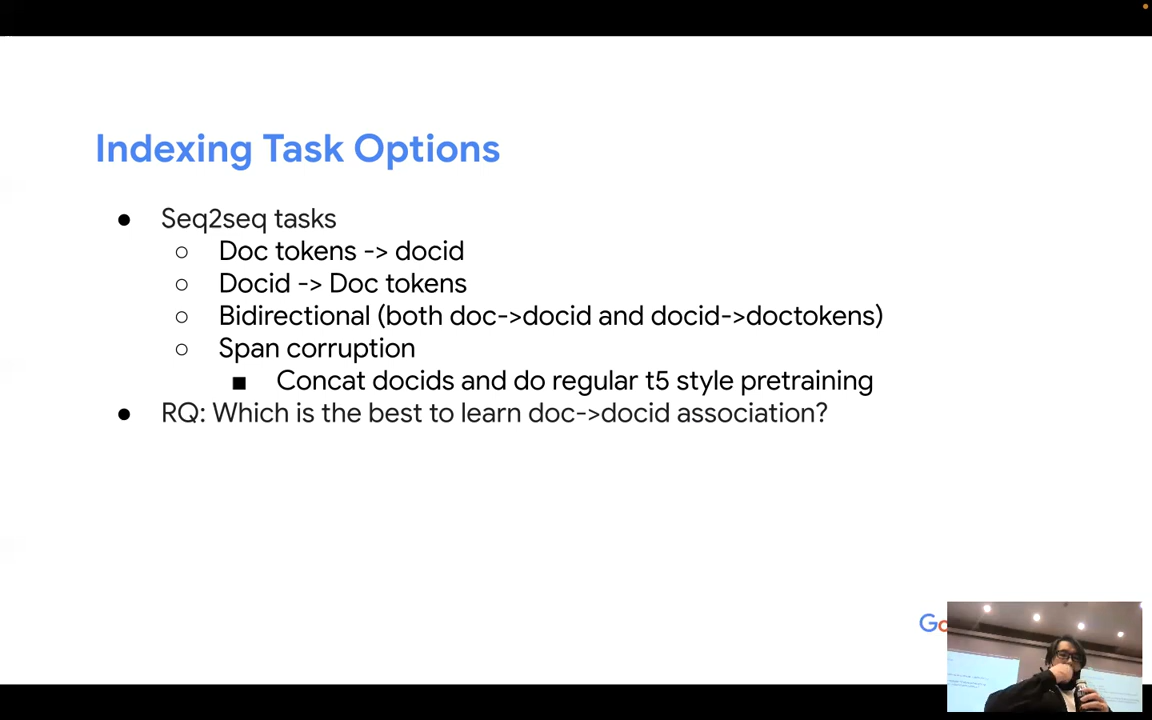 Indexing Task Options
● Seq2seq tasks
○ Doc tokens -> docid
○ Docid -> Doc tokens
○ Bidirectional (both doc->docid and docid->doctokens)
○ Span corruption
■ Concat docids and do regular t5 style pretraining
● RQ: Which is the best to learn doc->docid association?
Go